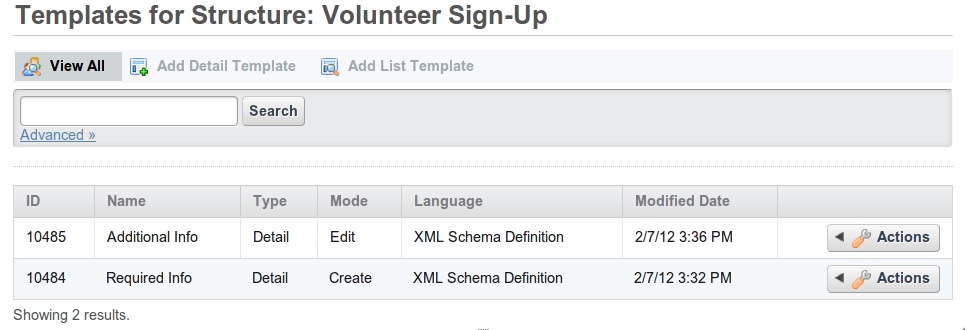 Templates for Structure: Volunteer Sign-Up
View All Add Detail Template Add List Template
Search
Advanced »
ID Name Type Mode Language Modified Date
10485 Additional Info Detail Edit XML Schema Definition 2/7/12 3:36 PM Actions
10484 Required Info Detail Create XML Schema Definition 2/7/12 3:32 PM Actions
Showing 2 results.